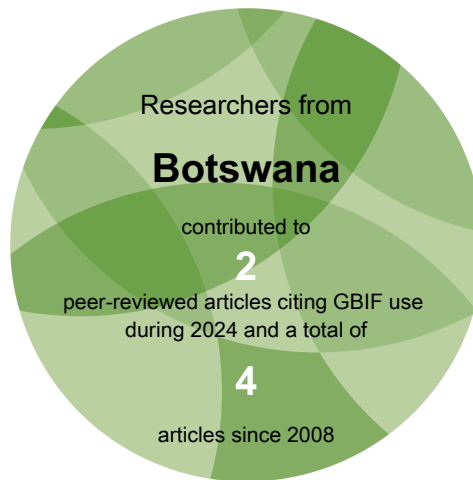 Researchers from
Botswana
contributed to
2
peer-reviewed articles citing GBIF use
during 2024 and a total of
4
articles since 2008